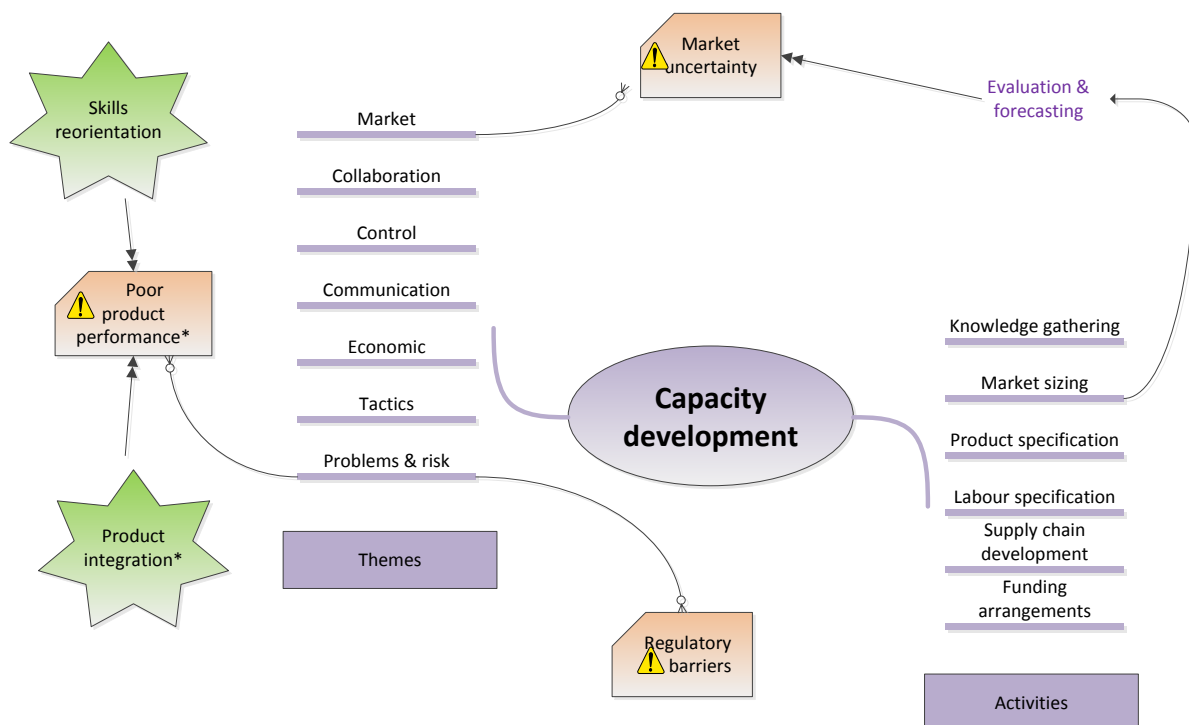 Skills
reorientation
Poor
product
performance*
Product
integration*
Market
Collaboration
Control
Communication
Economic
Tactics
Problems & risk
Themes
Market
uncertainty
Evaluation &
forecasting
Capacity
development
Regulatory
barriers
Knowledge gathering
Market sizing
Product specification
Labour specification
Supply chain
development
Funding
arrangements
Activities